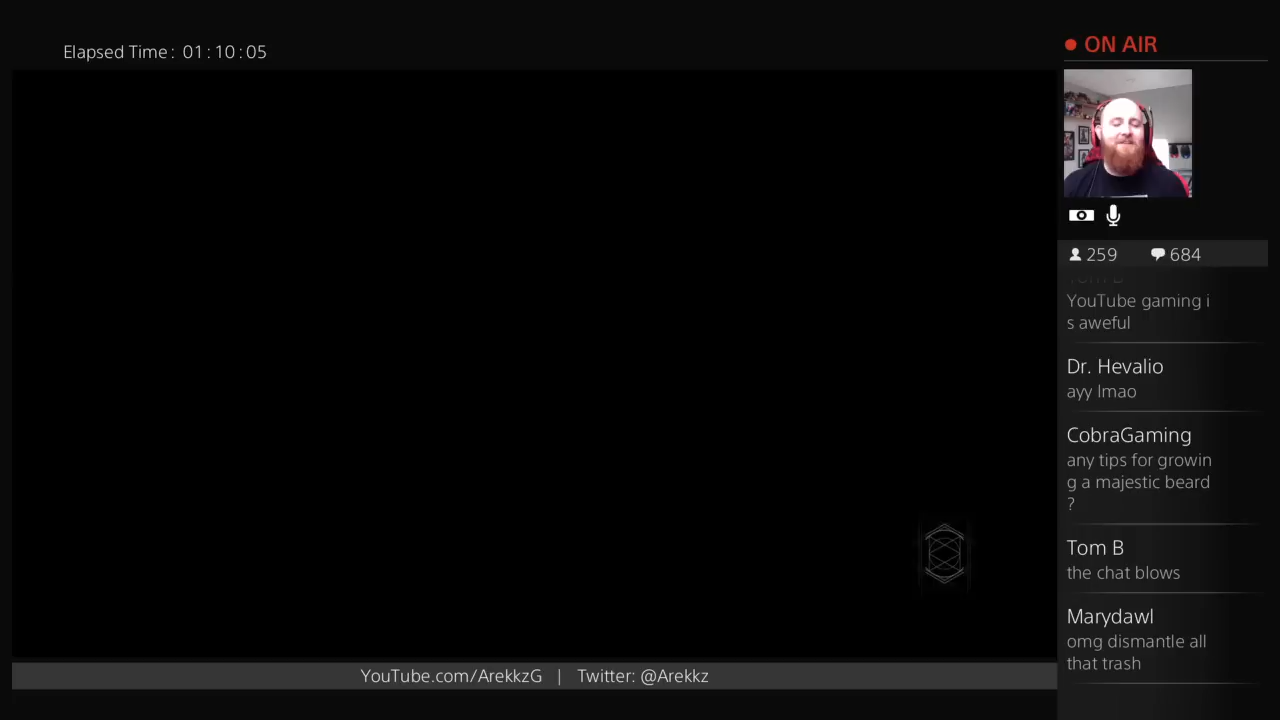 Elapsed Time: 01:10:05
ON AIR
259 684
YouTube gaming i
s aweful
Dr. Hevalio
ayy lmao
CobraGaming
any tips for growin
g a majestic beard
?
Tom B
the chat blows
Marydawl
omg dismantle all
that trash
YouTube.com/ArekkzG | Twitter: @Arekkz